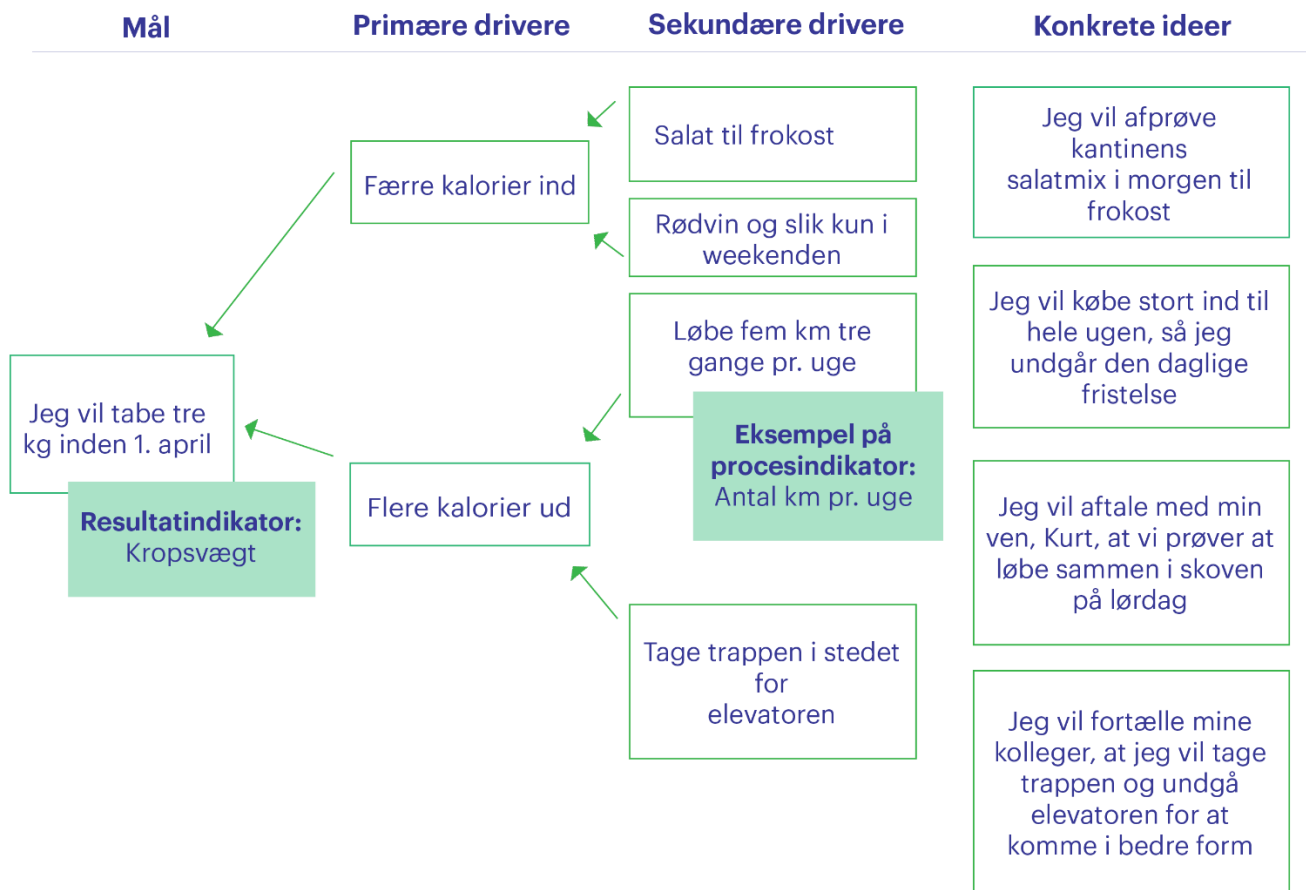 Mål
Primære drivere
Sekundære drivere
Konkrete ideer
Jeg vil tabe tre
kg inden 1. april
Resultatindikator:
Kropsvægt
Færre kalorier ind
Flere kalorier ud
Salat til frokost
Rødvin og slik kun i
weekenden
Løbe fem km tre
gange pr. uge
Eksempel på
procesindikator:
Antal km pr. uge
Tage trappen i stedet
for
elevatoren
Jeg vil afprøve
kantinens
salatmix i morgen til
frokost
Jeg vil købe stort ind til
hele ugen, så jeg
undgår den daglige
fristelse
Jeg vil aftale med min
ven, Kurt, at vi prøver at
løbe sammen i skoven
på lørdag
Jeg vil fortælle mine
kolleger, at jeg vil tage
trappen og undgå
elevatoren for at
komme i bedre form